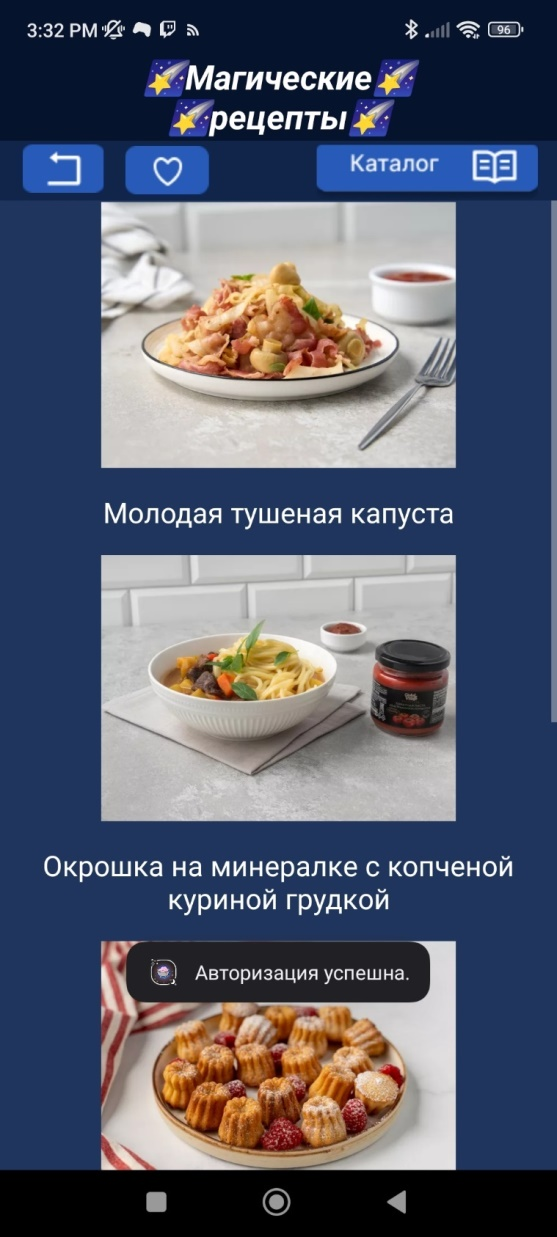 3:32 PM
96
🌠Магические🌠
🌠рецепты🌠
Каталог
Молодая тушеная капуста
Окрошка на минералке с копченой
куриной грудкой
Авторизация успешна.